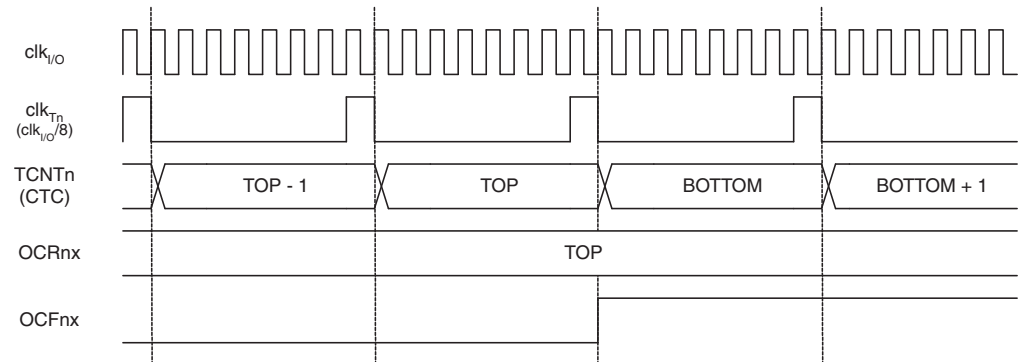 clkI/O
clkTn
(clkI/O/8)
TCNTn
(CTC)
TOP - 1
TOP
BOTTOM
BOTTOM + 1
OCRnx
TOP
OCFnx